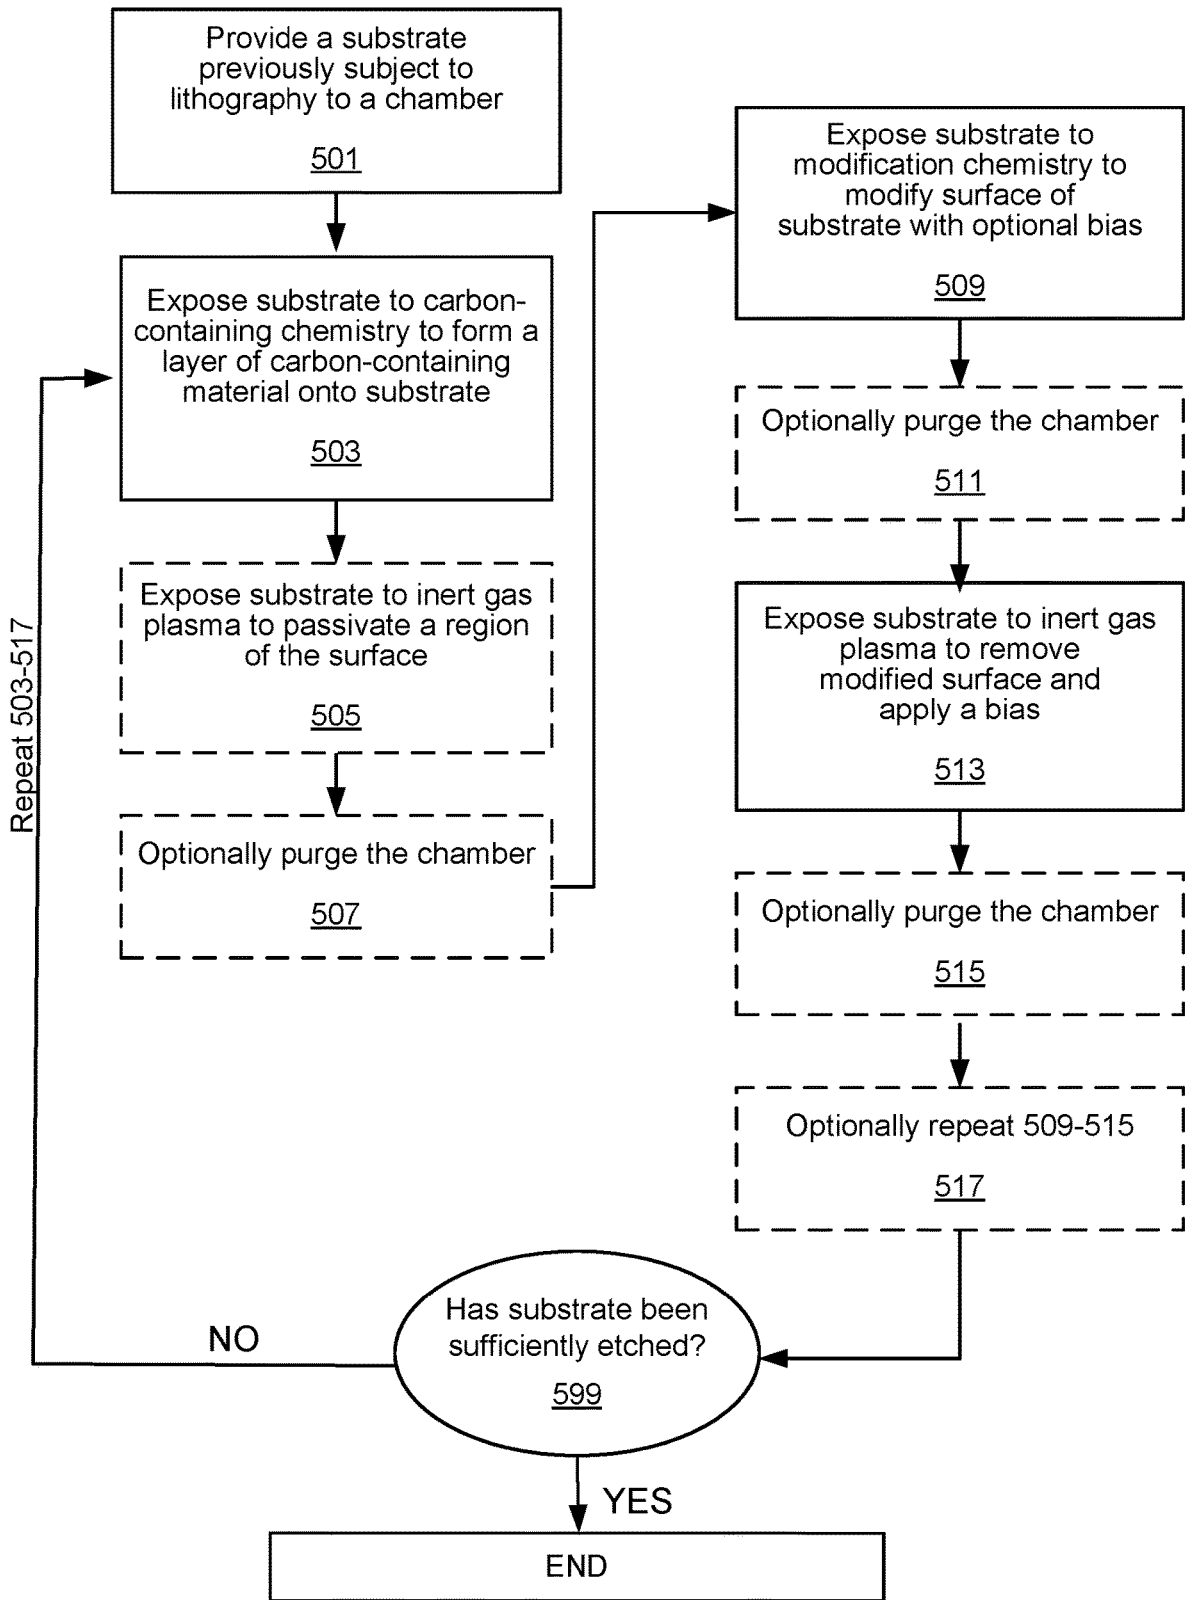 Provide a substrate
previously subject to
lithography to a chamber
501
Expose substrate to carbon-
containing chemistry to form a
layer of carbon-containing
material onto substrate
503
Expose substrate to inert gas
plasma to passivate a region
of the surface
505
Optionally purge the chamber
507
Expose substrate to
modification chemistry to
modify surface of
substrate with optional bias
509
Optionally purge the chamber
511
Expose substrate to inert gas
plasma to remove
modified surface and
apply a bias
513
Optionally purge the chamber
515
Optionally repeat 509-515
517
Has substrate been
sufficiently etched?
599
NO
Repeat 503-517
YES
END